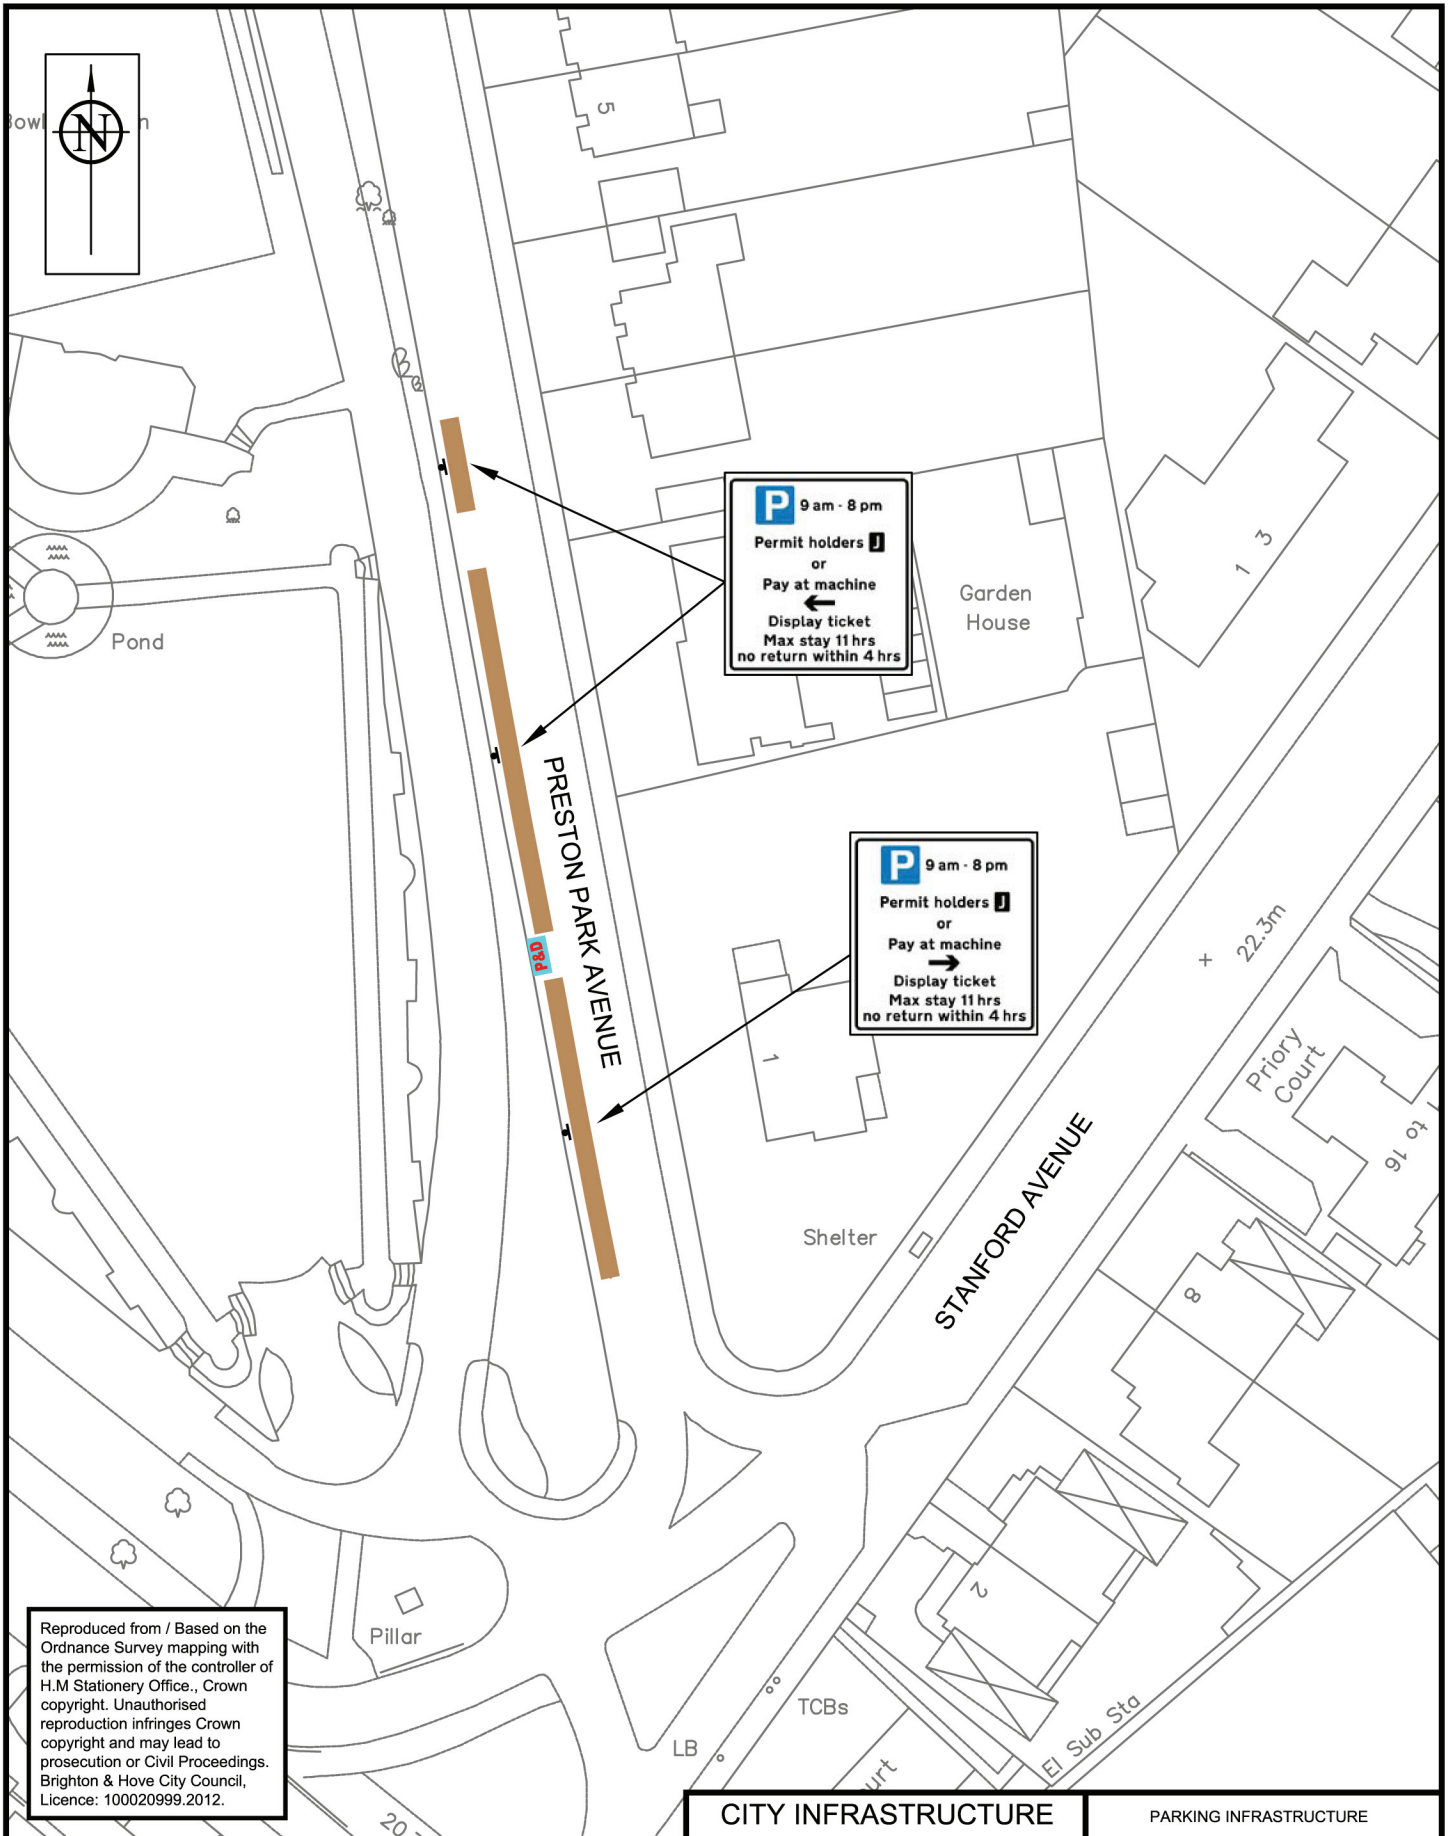 N
5
Pond
P 9 am - 8 pm
Permit holders J
or
Pay at machine
Display ticket
Max stay 11 hrs
no return within 4 hrs
Garden
House
1 3
PRESTON PARK AVENUE
P&D
P 9 am - 8 pm
Permit holders J
or
Pay at machine
Display ticket
Max stay 11 hrs
no return within 4 hrs
22.3m
1
Priory
Court
to 16
STANFORD AVENUE
Shelter
8
2
Pillar
TCBs
LB
El Sub Sta
Reproduced from / Based on the
Ordnance Survey mapping with
the permission of the controller of
H.M Stationery Office., Crown
copyright. Unauthorised
reproduction infringes Crown
copyright and may lead to
prosecution or Civil Proceedings.
Brighton & Hove City Council,
Licence: 100020999.2012.
CITY INFRASTRUCTURE
PARKING INFRASTRUCTURE